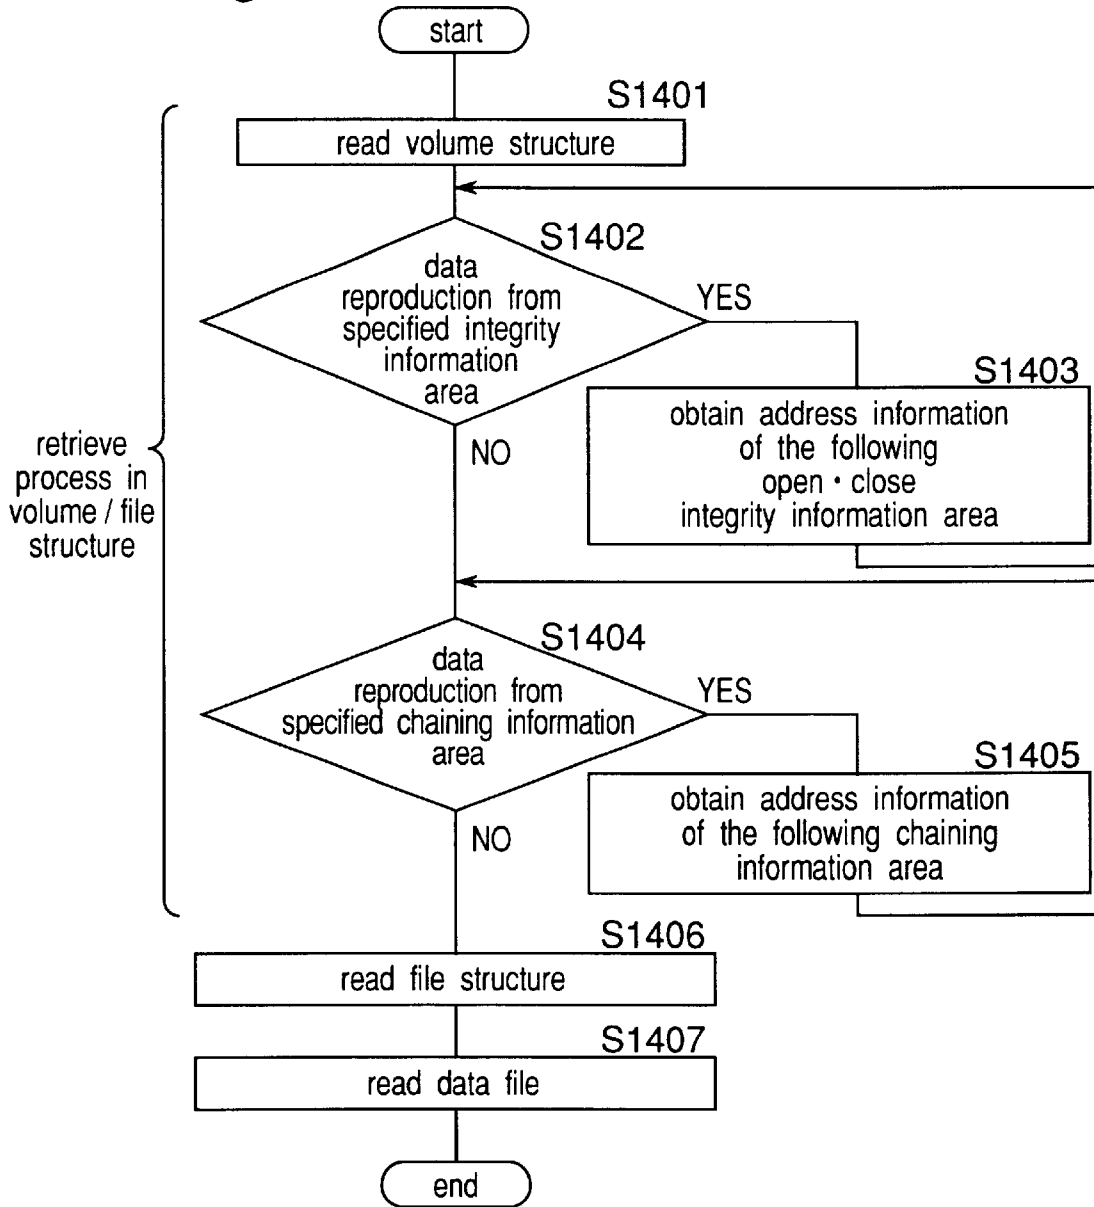 start
S1401
read volume structure
S1402
data
reproduction from
specified integrity
information
area
YES
S1403
obtain address information
of the following
open・close
integrity information area
NO
retrieve
process in
volume / file
structure
S1404
data
reproduction from
specified chaining information
area
YES
S1405
obtain address information
of the following chaining
information area
NO
S1406
read file structure
S1407
read data file
end